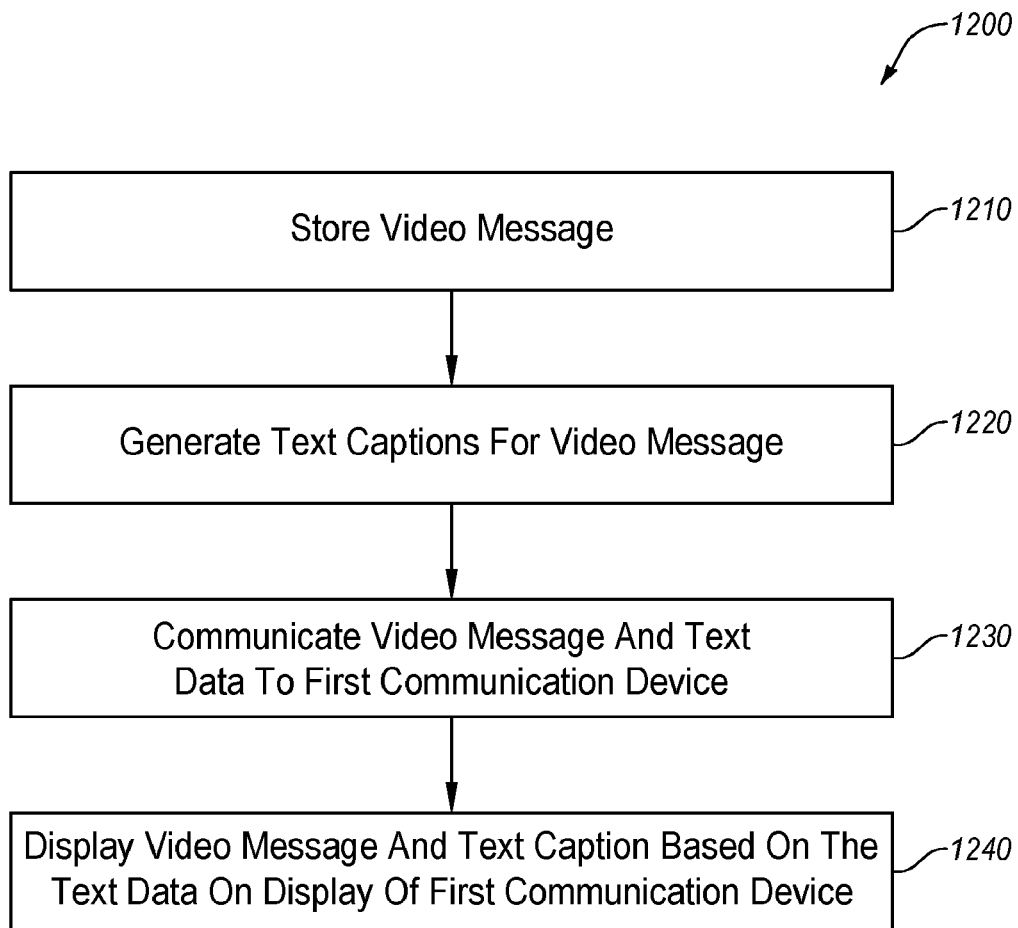 1200
Store Video Message
1210
Generate Text Captions For Video Message
1220
Communicate Video Message And Text
Data To First Communication Device
1230
Display Video Message And Text Caption Based On The
Text Data On Display Of First Communication Device
1240